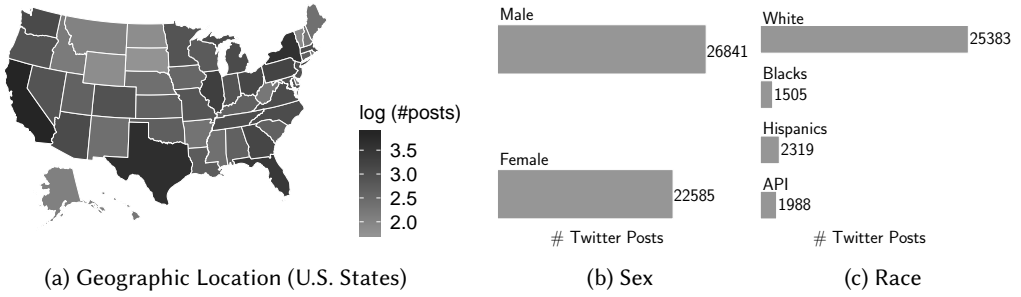 log (#posts)
3.5
3.0
2.5
2.0
(a) Geographic Location (U.S. States)
Male
26841
Female
22585
# Twitter Posts
(b) Sex
White
25383
Blacks
1505
Hispanics
2319
API
1988
# Twitter Posts
(c) Race